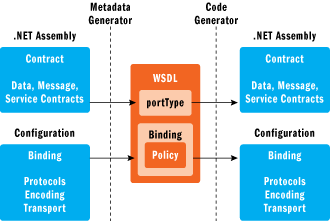 Metadata
Generator
Code
Generator
.NET Assembly
Contract
Data, Message,
Service Contracts
Configuration
Binding
Protocols
Encoding
Transport
WSDL
portType
Binding
Policy
.NET Assembly
Contract
Data, Message,
Service Contracts
Configuration
Binding
Protocols
Encoding
Transport